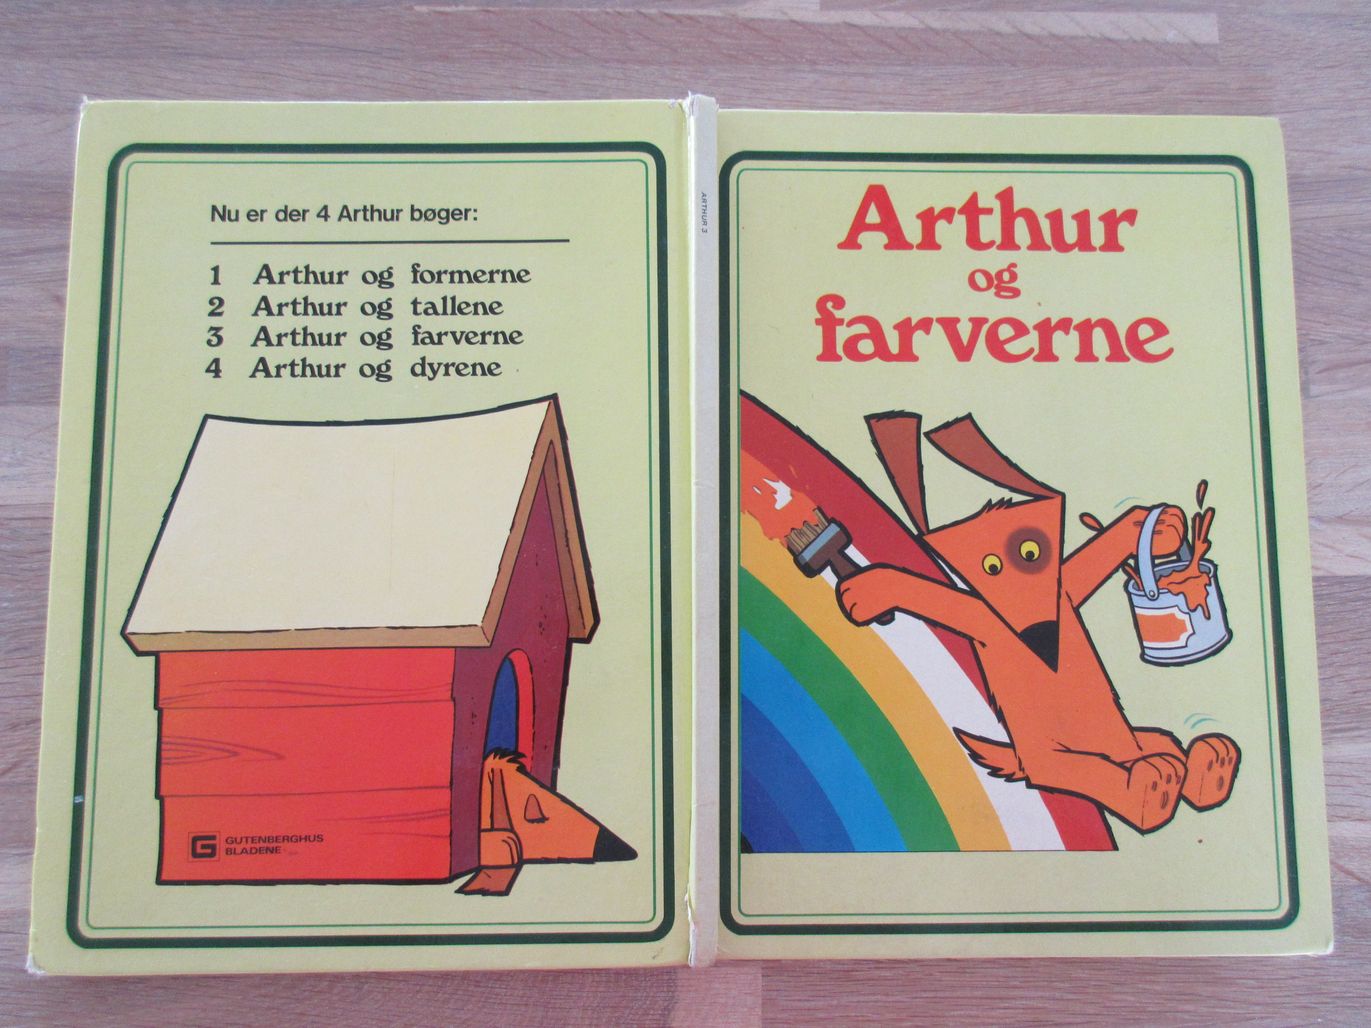 Nu er der 4 Arthur bøger:
1 Arthur og formerne
2 Arthur og tallene
3 Arthur og farverne
4 Arthur og dyrene
G GUTENBERGHUS
BLADENE
ARTHUR 3
Arthur
og
farverne